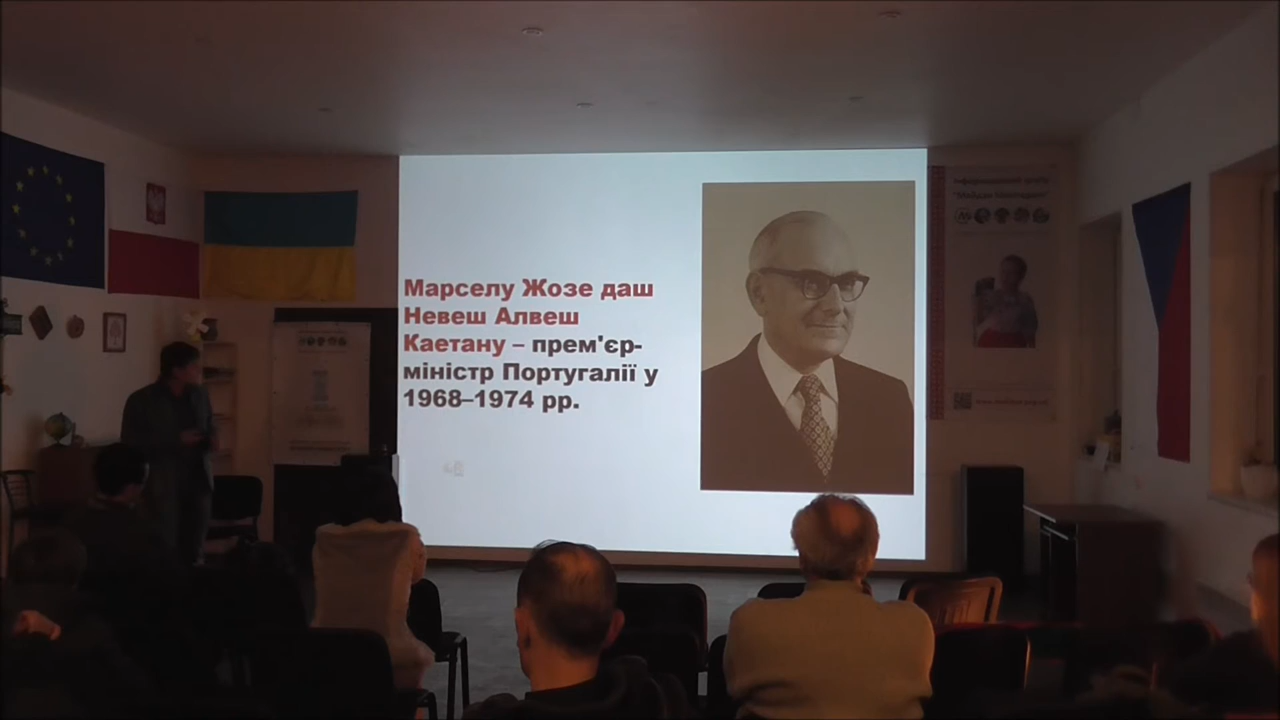 Марселу Жозе даш
Невеш Алвеш
Каетану – прем'єр-
міністр Португалії у
1968–1974 рр.